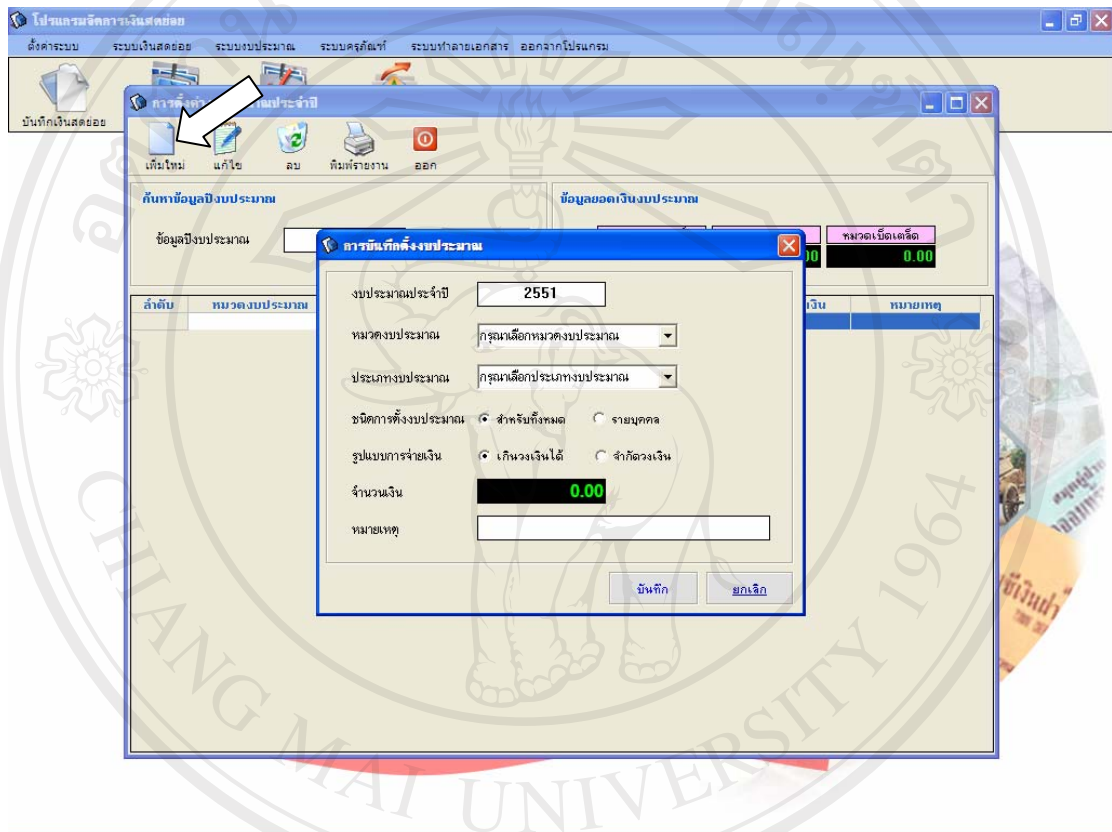 โปรแกรมจัดการเงินสดย่อย
ตั้งค่าระบบ ระบบเงินสดย่อย ระบบงบประมาณ ระบบครุภัณฑ์ ระบบทำลายเอกสาร ออกจากโปรแกรม
บันทึกเงินสดย่อย
การตั้งค่า ประจำปี
เพิ่มใหม่ แก้ไข ลบ พิมพ์รายงาน ออก
ค้นหาข้อมูลปีงบประมาณ ข้อมูลยอดเงินงบประมาณ
ข้อมูลปีงบประมาณ หมวดเบ็ดเตล็ด
0.00
ลำดับ หมวดงบประมาณ หมายเหตุ
การบันทึกตั้งงบประมาณ
งบประมาณประจำปี 2551
หมวดงบประมาณ กรุณาเลือกหมวดงบประมาณ
ประเภทงบประมาณ กรุณาเลือกประเภทงบประมาณ
ชนิดการตั้งงบประมาณ สำหรับทั้งหมด รายบุคคล
รูปแบบการจ่ายเงิน เกินวงเงินได้ จำกัดวงเงิน
จำนวนเงิน 0.00
หมายเหตุ
บันทึก ยกเลิก
CHIANG MAI UNIVERSITY 1964